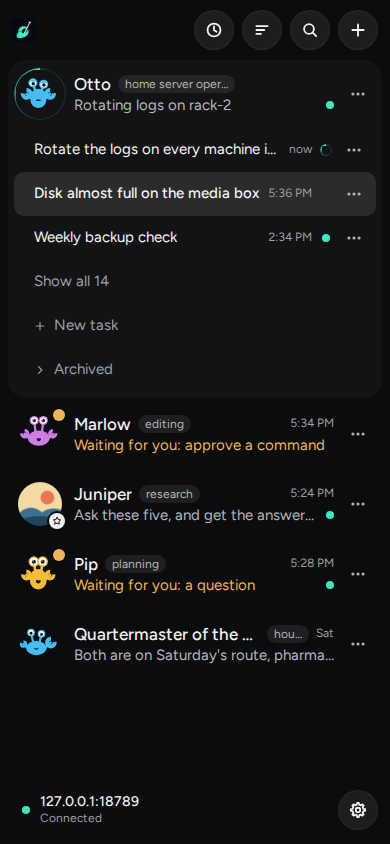 Otto home server oper...
Rotating logs on rack-2
Rotate the logs on every machine i... now
Disk almost full on the media box 5:36 PM
Weekly backup check 2:34 PM
Show all 14
+ New task
> Archived
Marlow editing 5:34 PM
Waiting for you: approve a command
Juniper research 5:24 PM
Ask these five, and get the answer...
Pip planning 5:28 PM
Waiting for you: a question
Quartermaster of the ... hou... Sat
Both are on Saturday's route, pharma...
127.0.0.1:18789
Connected